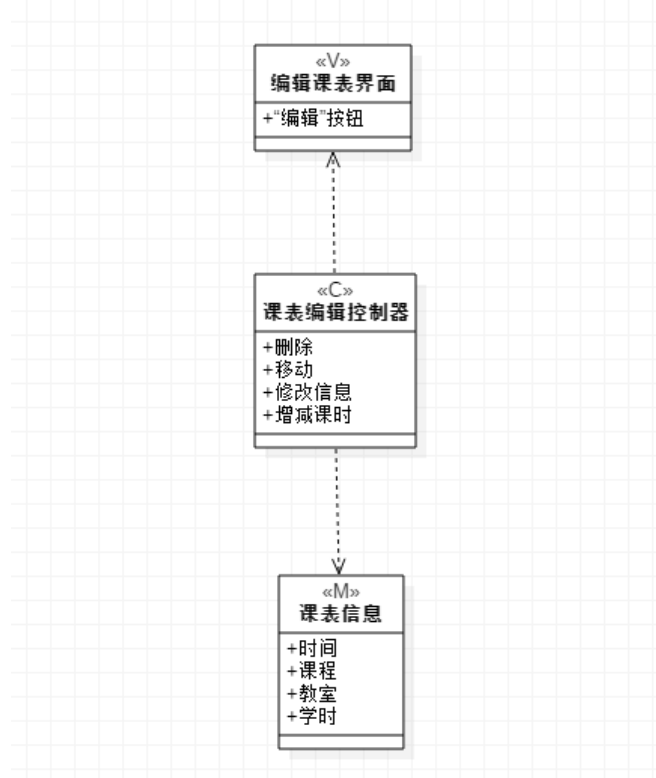 «V»
编辑课表界面
+“编辑”按钮
«C»
课表编辑控制器
+删除
+移动
+修改信息
+增减课时
«M»
课表信息
+时间
+课程
+教室
+学时